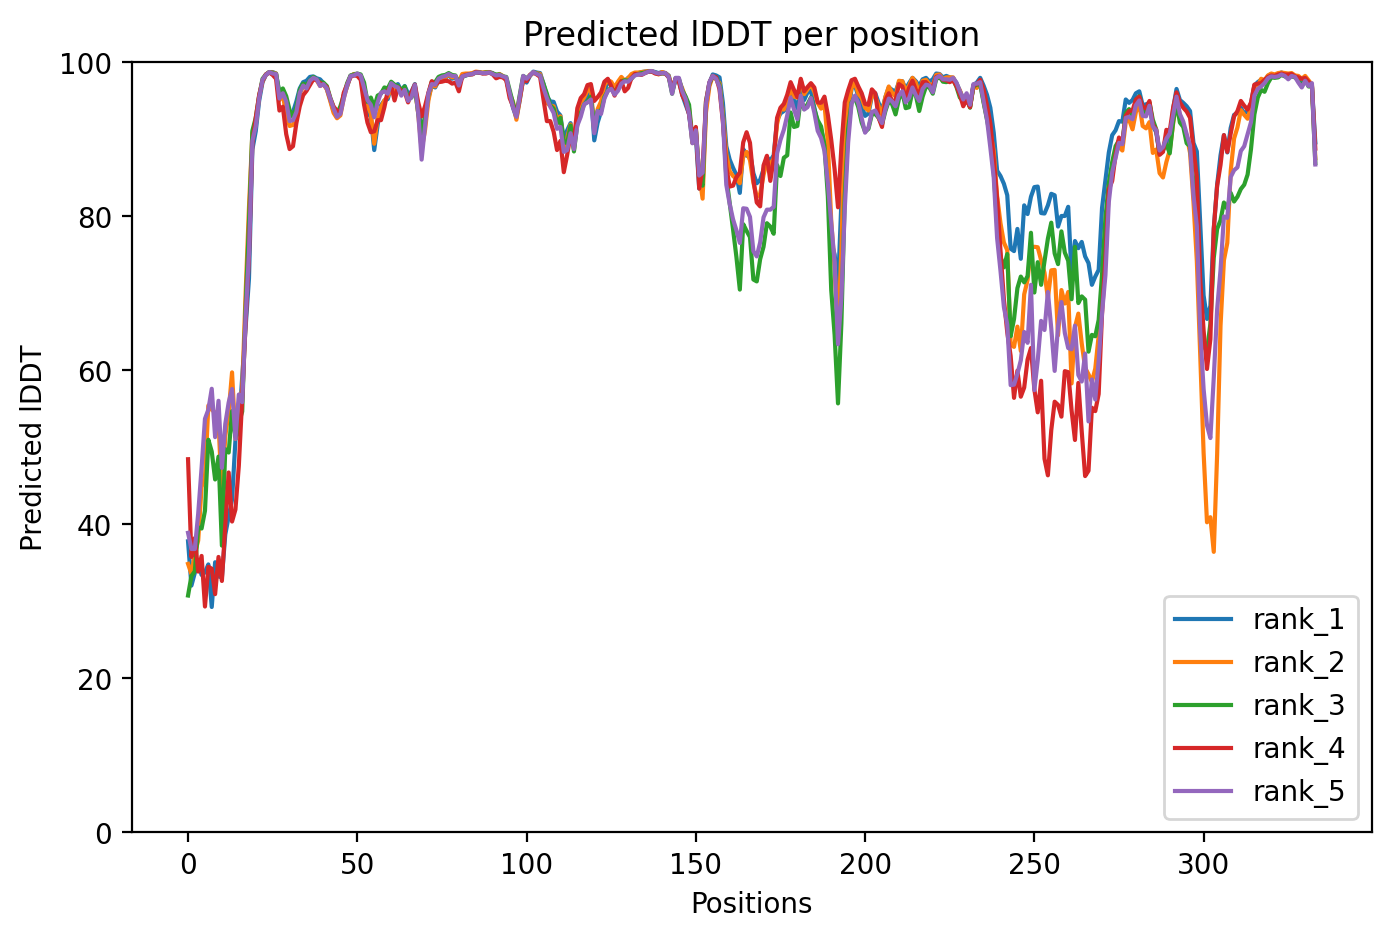 Predicted lDDT per position
100
80
60
40
20
0
Predicted lDDT
0 50 100 150 200 250 300
Positions
rank_1
rank_2
rank_3
rank_4
rank_5